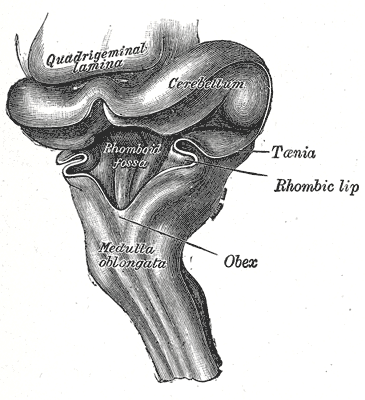 Quadrigeminal
lamina
Cerebellum
Rhomboid
fossa
Tænia
Rhombic lip
Medulla
oblongata
Obex